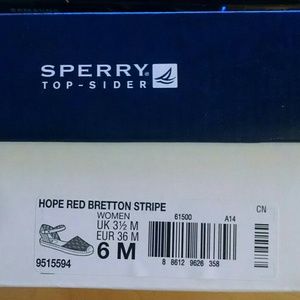 SPERRY
TOP-SIDER
HOPE RED BRETTON STRIPE
WOMEN
UK 3½ M
EUR 36 M
6 M
9515594
61500
A14
CN
8 88612 9626 358